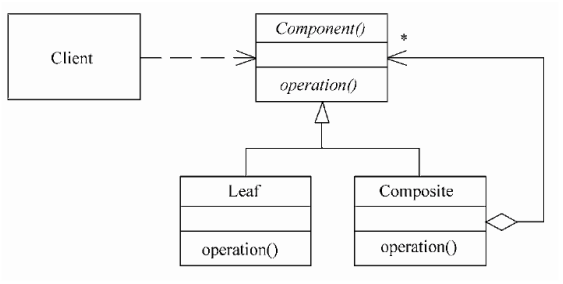 Component()
*
Client
operation()
Leaf
Composite
operation()
operation()